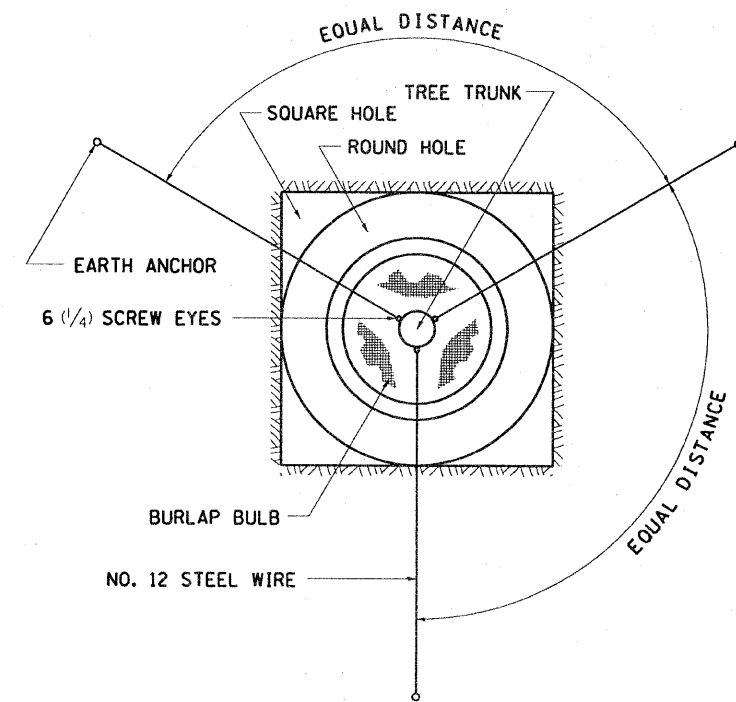 EQUAL DISTANCE
TREE TRUNK
SQUARE HOLE
ROUND HOLE
EARTH ANCHOR
6 (1/4) SCREW EYES
BURLAP BULB
NO. 12 STEEL WIRE
EQUAL DISTANCE